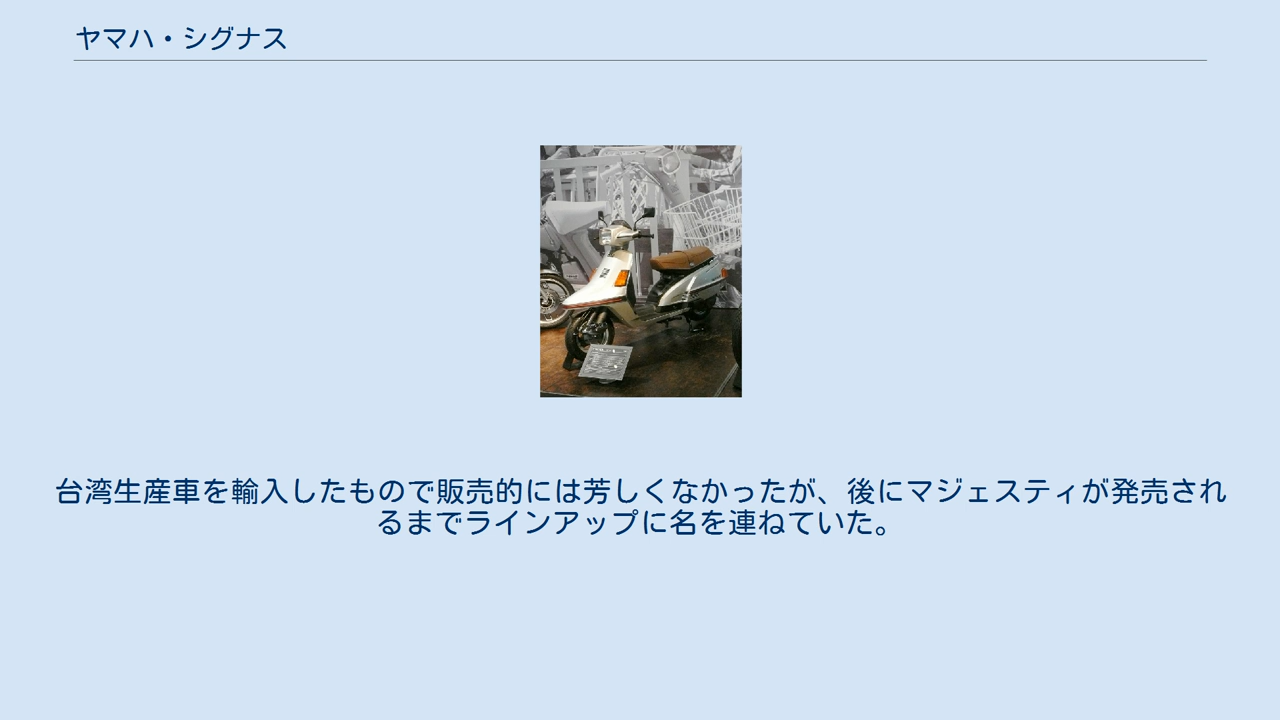 ヤマハ・シグナス
台湾生産車を輸入したもので販売的には芳しくなかったが、後にマジェスティが発売され
るまでラインアップに名を連ねていた。